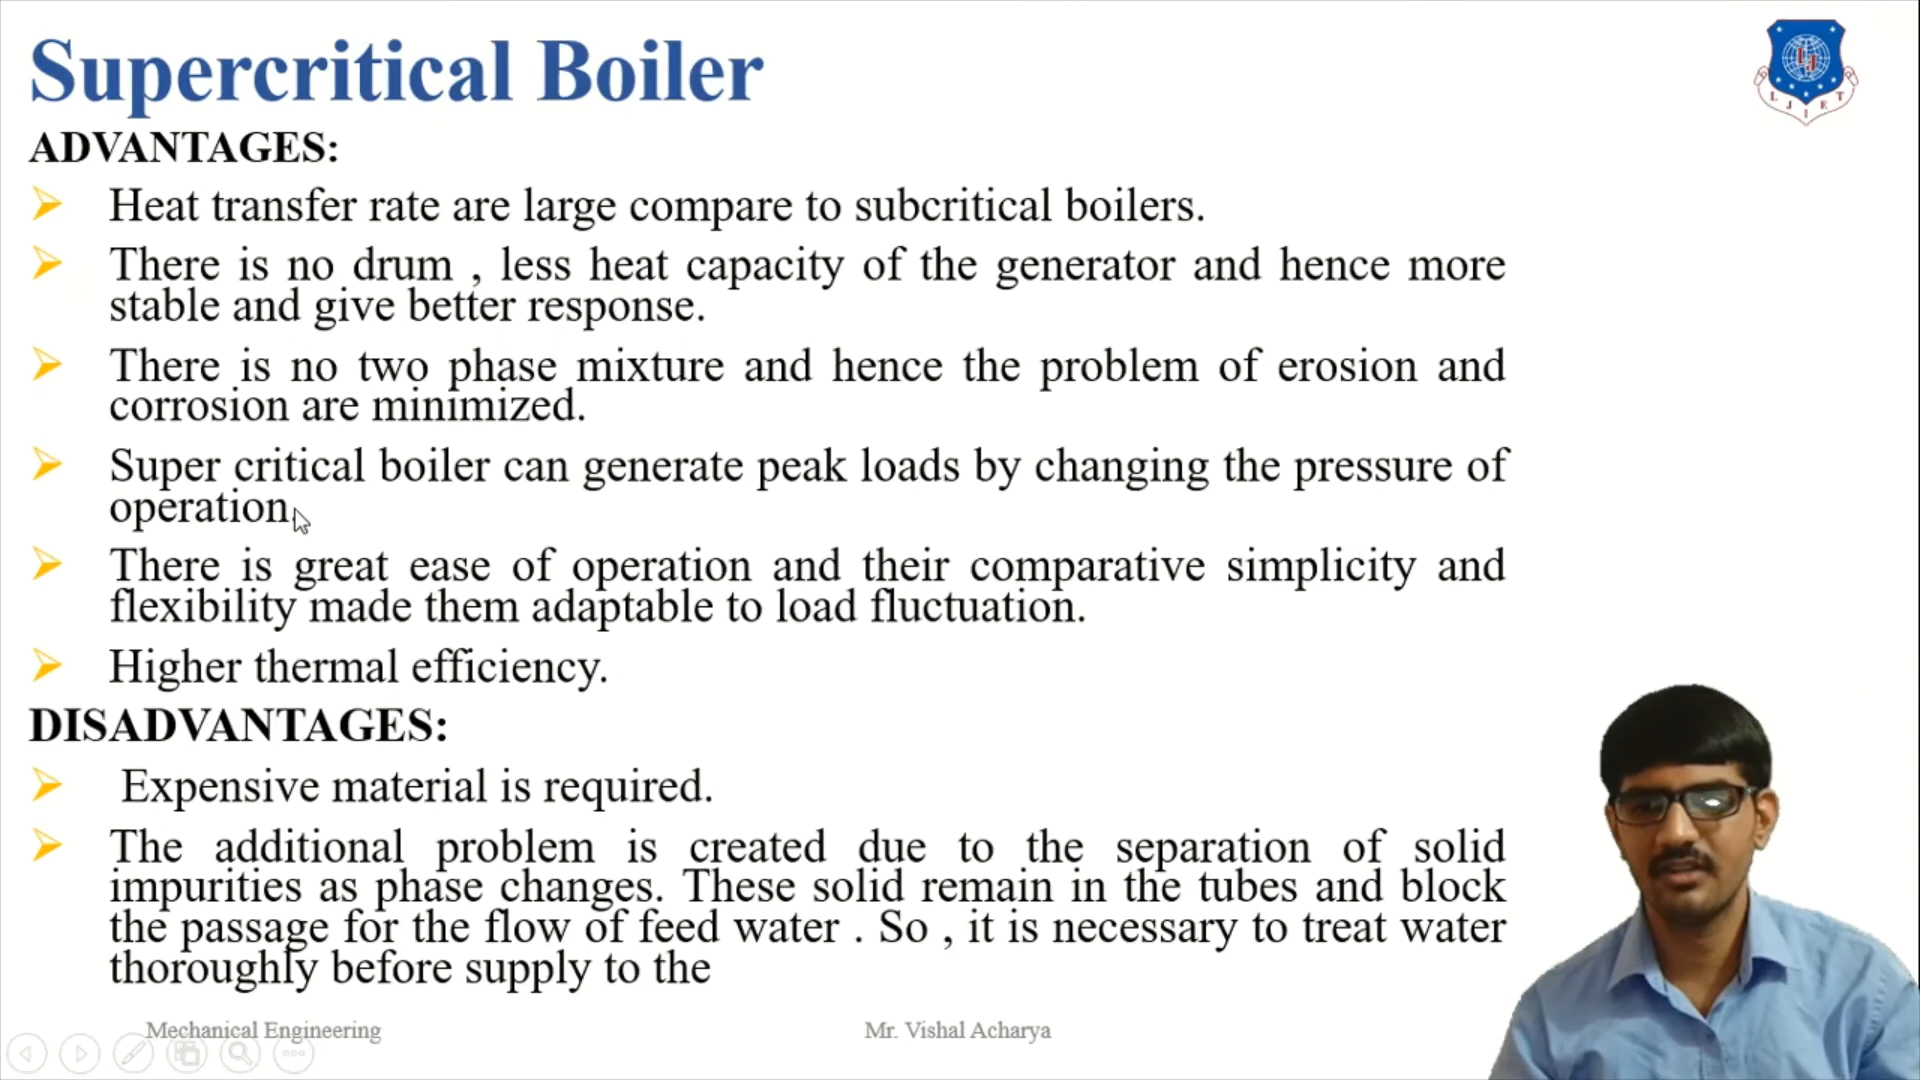 Supercritical Boiler
L J I E T
ADVANTAGES:
Heat transfer rate are large compare to subcritical boilers.
There is no drum , less heat capacity of the generator and hence more
stable and give better response.
There is no two phase mixture and hence the problem of erosion and
corrosion are minimized.
Super critical boiler can generate peak loads by changing the pressure of
operation.
There is great ease of operation and their comparative simplicity and
flexibility made them adaptable to load fluctuation.
Higher thermal efficiency.
DISADVANTAGES:
Expensive material is required.
The additional problem is created due to the separation of solid
impurities as phase changes. These solid remain in the tubes and block
the passage for the flow of feed water . So , it is necessary to treat water
thoroughly before supply to the
Mechanical Engineering
Mr. Vishal Acharya